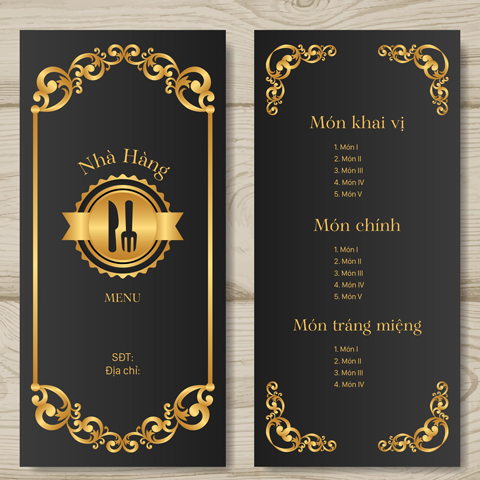 Nhà Hàng
MENU
SĐT:
Địa chỉ:
Món khai vị
1. Món I
2. Món II
3. Món III
4. Món IV
5. Món V
Món chính
1. Món I
2. Món II
3. Món III
4. Món IV
5. Món V
Món tráng miệng
1. Món I
2. Món II
3. Món III
4. Món IV